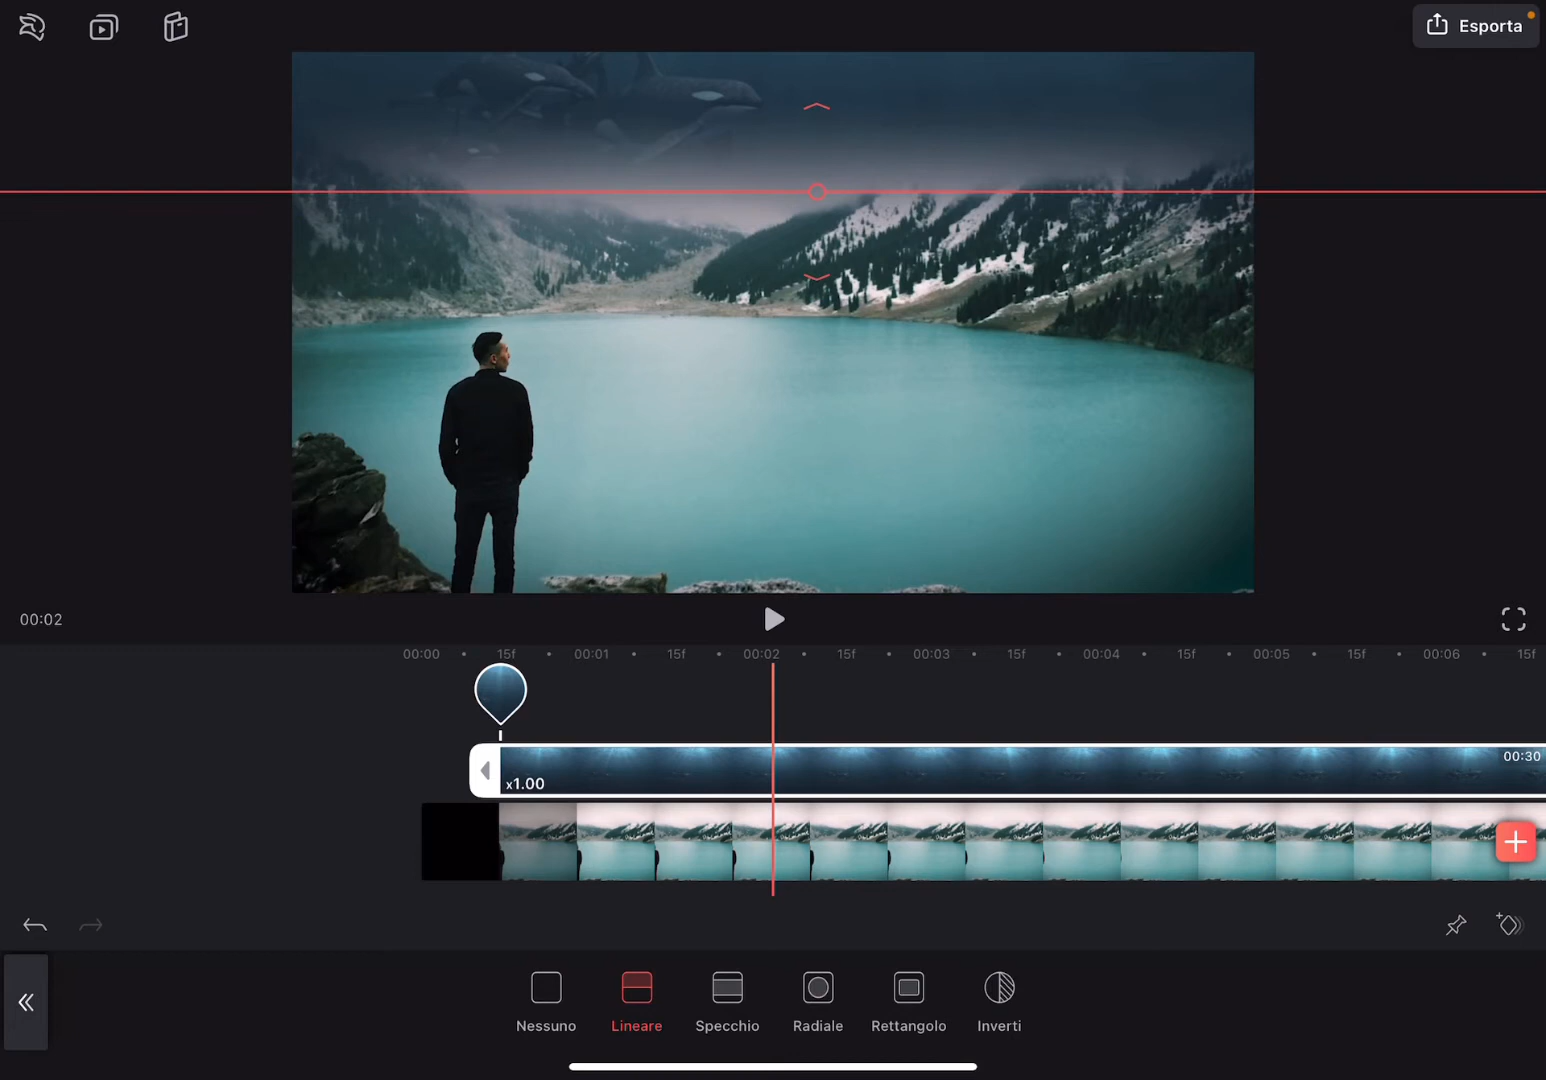 Esporta
00:02
00:00 15f 00:01 15f 00:02 15f 00:03 15f 00:04 15f 00:05 15f 00:06 15f
00:30
x1.00
Nessuno Lineare Specchio Radiale Rettangolo Inverti